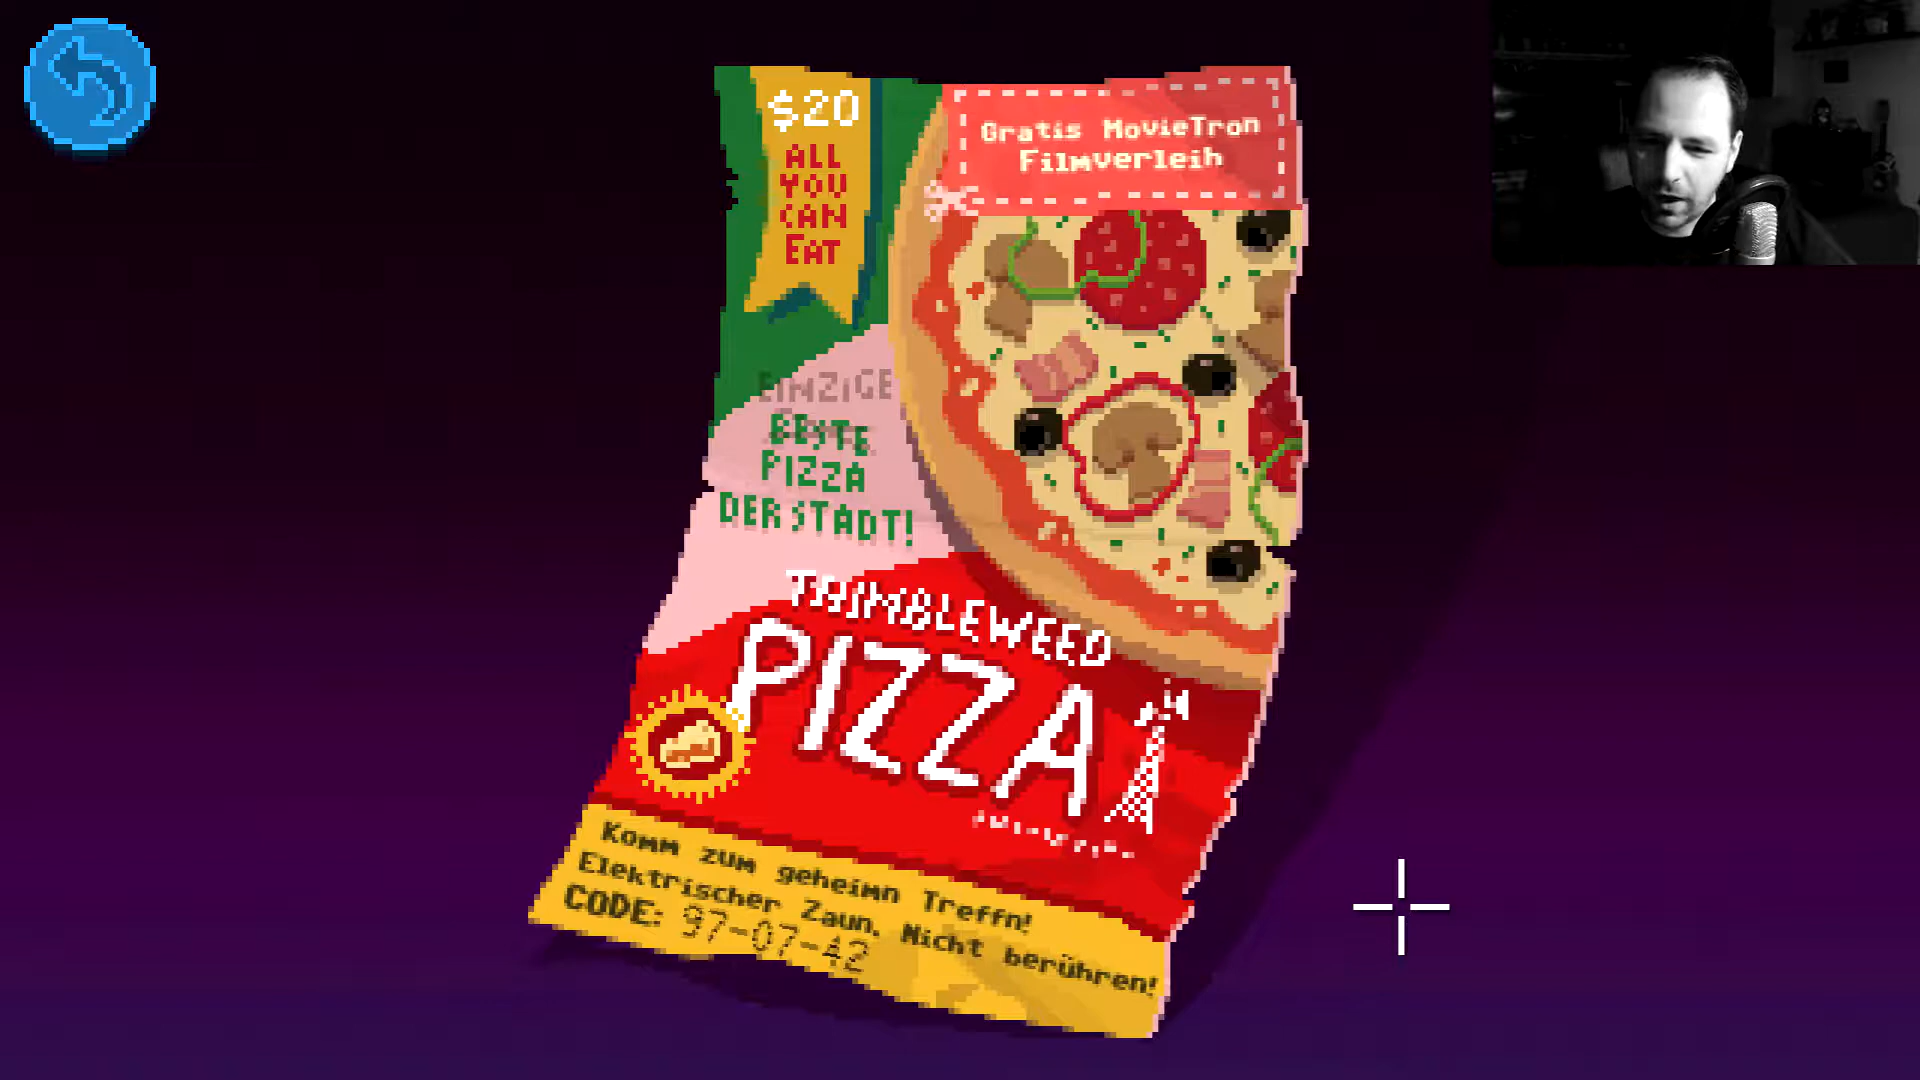 $20
ALL
YOU
CAN
EAT
Gratis MovieTron
Filmverleih
EINZIGE
BESTE
PIZZA
DER STADT!
THIMBLEWEED
PIZZA
Komm zum geheimn Treffn!
Elektrischer Zaun. Nicht berühren!
CODE: 97-07-42